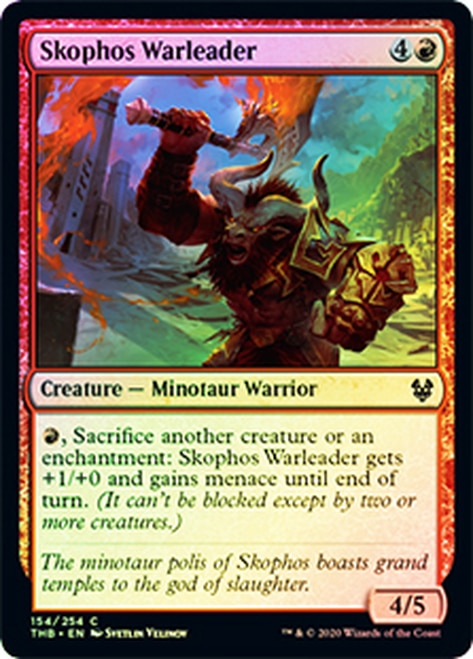 Skophos Warleader 4
Creature — Minotaur Warrior
, Sacrifice another creature or an
enchantment: Skophos Warleader gets
+1/+0 and gains menace until end of
turn. (It can't be blocked except by two or
more creatures.)
The minotaur polis of Skophos boasts grand
temples to the god of slaughter.
4/5
154/254 C
THB • EN Svetlin Velinov
™ & © 2020 Wizards of the Coast